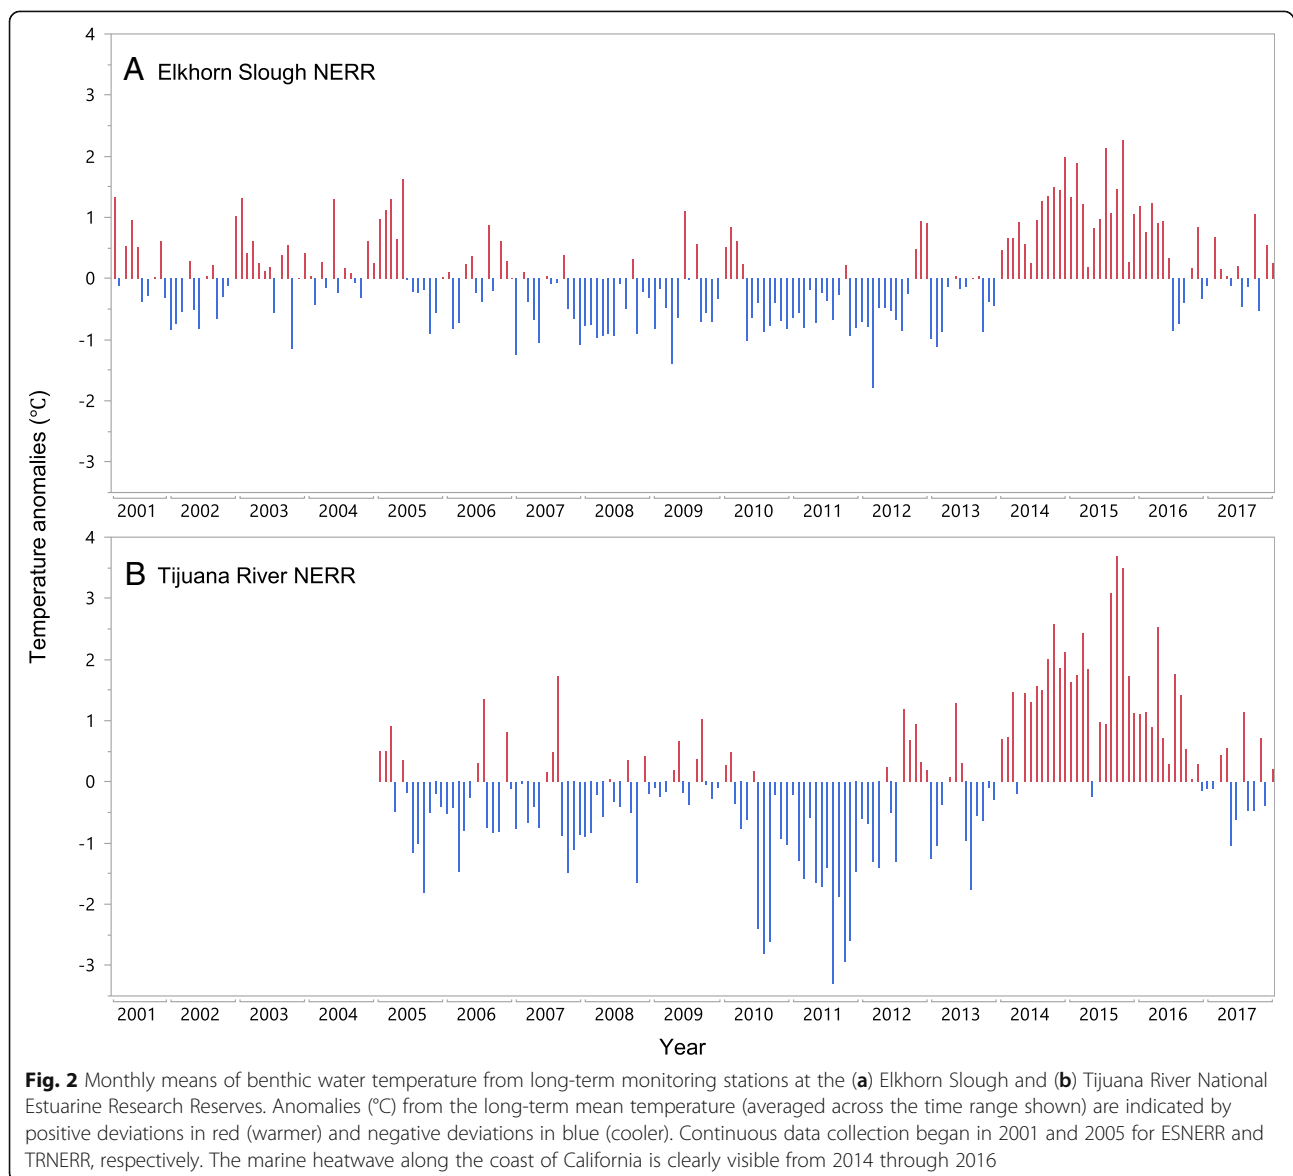 4
A Elkhorn Slough NERR
3
2
1
0
-1
-2
-3
2001 2002 2003 2004 2005 2006 2007 2008 2009 2010 2011 2012 2013 2014 2015 2016 2017
Temperature anomalies (°C)
4
B Tijuana River NERR
3
2
1
0
-1
-2
-3
2001 2002 2003 2004 2005 2006 2007 2008 2009 2010 2011 2012 2013 2014 2015 2016 2017
Year
Fig. 2 Monthly means of benthic water temperature from long-term monitoring stations at the (a) Elkhorn Slough and (b) Tijuana River National
Estuarine Research Reserves. Anomalies (°C) from the long-term mean temperature (averaged across the time range shown) are indicated by
positive deviations in red (warmer) and negative deviations in blue (cooler). Continuous data collection began in 2001 and 2005 for ESNERR and
TRNERR, respectively. The marine heatwave along the coast of California is clearly visible from 2014 through 2016